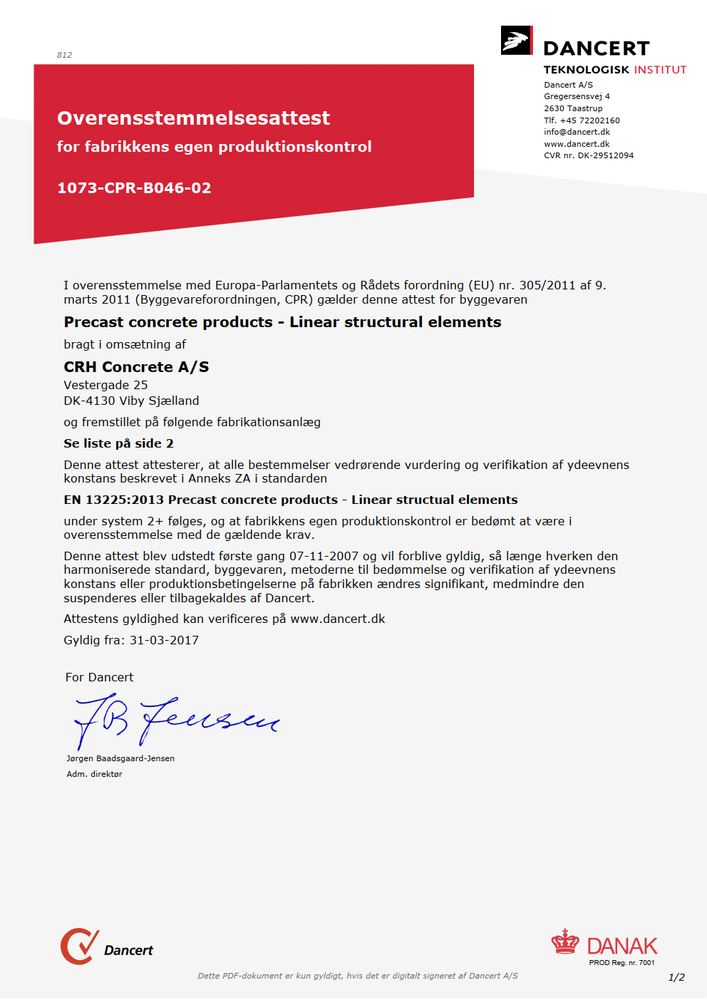 812
DANCERT
TEKNOLOGISK INSTITUT
Dancert A/S
Gregersensvej 4
2630 Taastrup
Tlf. +45 72202160
info@dancert.dk
www.dancert.dk
CVR nr. DK-29512094
Overensstemmelsesattest
for fabrikkens egen produktionskontrol
1073-CPR-B046-02
I overensstemmelse med Europa-Parlamentets og Rådets forordning (EU) nr. 305/2011 af 9.
marts 2011 (Byggevareforordningen, CPR) gælder denne attest for byggevaren
Precast concrete products - Linear structural elements
bragt i omsætning af
CRH Concrete A/S
Vestergade 25
DK-4130 Viby Sjælland
og fremstillet på følgende fabrikationsanlæg
Se liste på side 2
Denne attest attesterer, at alle bestemmelser vedrørende vurdering og verifikation af ydeevnens
konstans beskrevet i Anneks ZA i standarden
EN 13225:2013 Precast concrete products - Linear structual elements
under system 2+ følges, og at fabrikkens egen produktionskontrol er bedømt at være i
overensstemmelse med de gældende krav.
Denne attest blev udstedt første gang 07-11-2007 og vil forblive gyldig, så længe hverken den
harmoniserede standard, byggevaren, metoderne til bedømmelse og verifikation af ydeevnens
konstans eller produktionsbetingelserne på fabrikken ændres signifikant, medmindre den
suspenderes eller tilbagekaldes af Dancert.
Attestens gyldighed kan verificeres på www.dancert.dk
Gyldig fra: 31-03-2017
For Dancert
JB Jensen
Jørgen Baadsgaard-Jensen
Adm. direktør
Dancert
DANAK
PROD Reg. nr. 7001
Dette PDF-dokument er kun gyldigt, hvis det er digitalt signeret af Dancert A/S
1/2